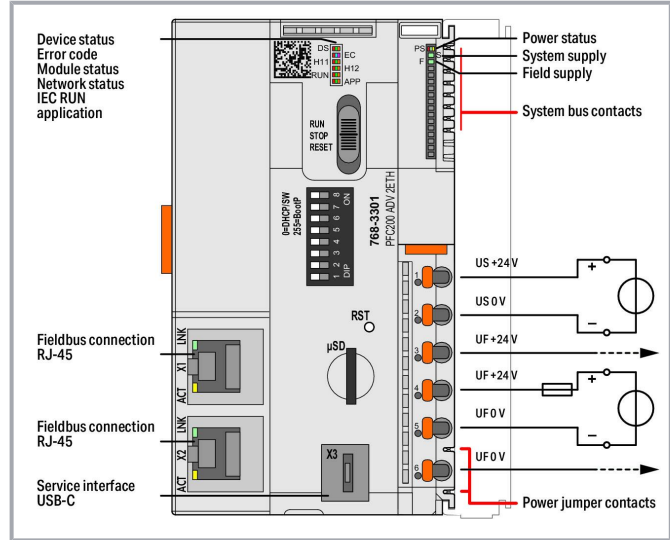 Device status
Error code
Module status
Network status
IEC RUN
application
DS
EC
H11
H12
RUN
APP
PS
S
F
Power status
System supply
Field supply
System bus contacts
RUN
STOP
RESET
0=DHCP/SW
255=BootP
1 2 3 4 5 6 7 8
DIP
ON
768-3301
PFC200 ADV 2ETH
1
US +24 V
+
2
US 0 V
–
3
UF +24 V
4
UF +24 V
+
5
UF 0 V
–
6
UF 0 V
RST
µSD
Fieldbus connection
RJ-45
LNK
X1
ACT
Fieldbus connection
RJ-45
LNK
X2
ACT
X3
Service interface
USB-C
Power jumper contacts